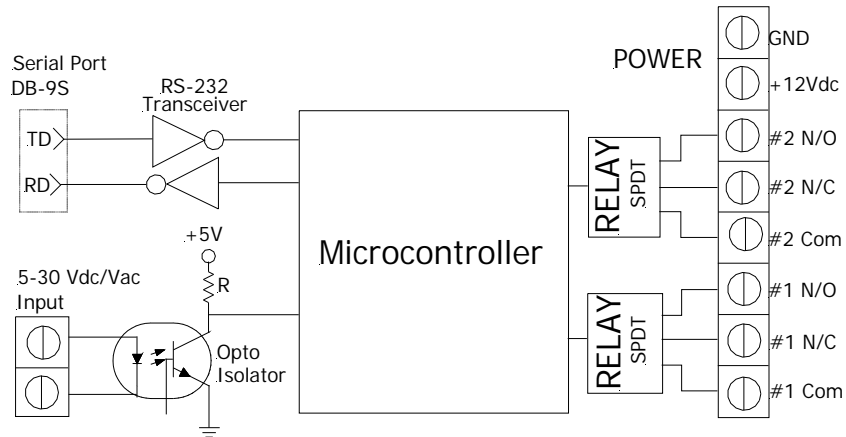 Serial Port
DB-9S
RS-232
Transceiver
TD
RD
+5V
R
5-30 Vdc/Vac
Input
Opto
Isolator
Microcontroller
RELAY
SPDT
RELAY
SPDT
POWER
GND
+12Vdc
#2 N/O
#2 N/C
#2 Com
#1 N/O
#1 N/C
#1 Com